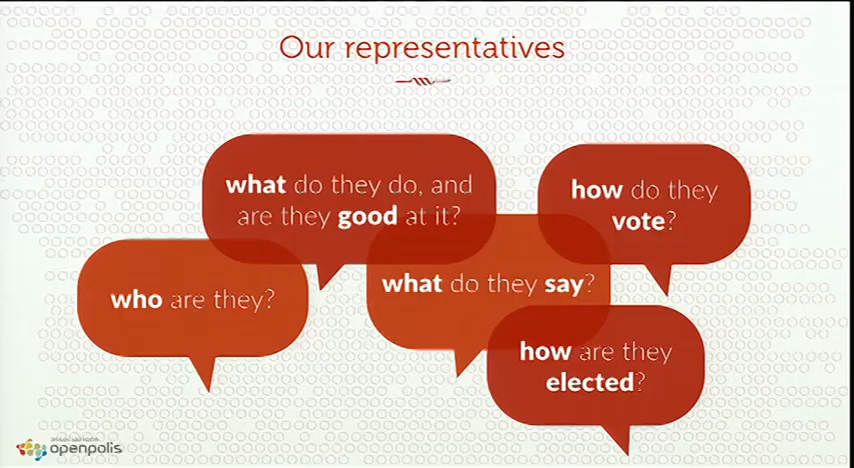 Our representatives
what do they do, and
are they good at it?
how do they
vote?
who are they?
what do they say?
how are they
elected?
openpolis